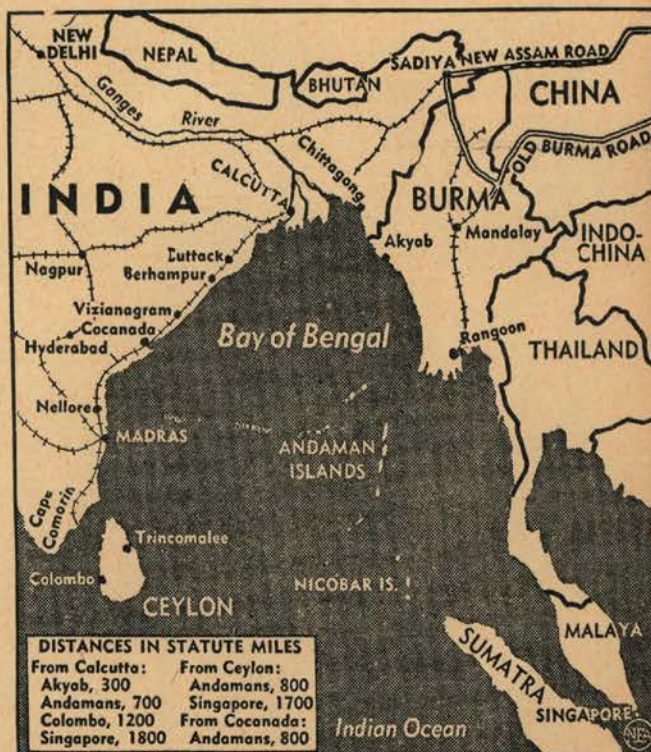 NEW
DELHI
NEPAL
BHUTAN
SADIYA NEW ASSAM ROAD
CHINA
Ganges
River
Chittagong
OLD BURMA ROAD
CALCUTTA
INDIA
BURMA
Akyab
Mandalay
INDO-
CHINA
Nagpur
Cuttack
Berhampur
Vizianagram
Cocanada
Hyderabad
Bay of Bengal
Rangoon
THAILAND
Nellore
MADRAS
ANDAMAN
ISLANDS
Cape
Comorin
Trincomalee
Colombo
CEYLON
NICOBAR IS.
MALAYA
SUMATRA
SINGAPORE
Indian Ocean
DISTANCES IN STATUTE MILES
From Calcutta:
Akyab, 300
Andamans, 700
Colombo, 1200
Singapore, 1800
From Ceylon:
Andamans, 800
Singapore, 1700
From Cocanada:
Andamans, 800
NEA